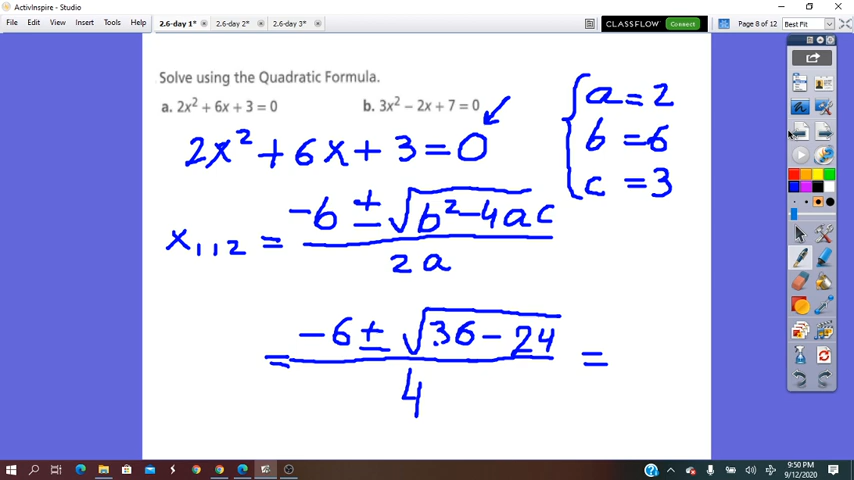 ActivInspire - Studio
File Edit View Insert Tools Help
2.6-day 1* 2.6-day 2* 2.6-day 3*
CLASSFLOW Connect
Page 8 of 12 Best Fit
Solve using the Quadratic Formula.
a. 2x² + 6x + 3 = 0 b. 3x² − 2x + 7 = 0
a = 2
b = 6
c = 3
2x² + 6x + 3 = 0
x₁,₂ = (-b ± √(b² - 4ac)) / 2a
= (-6 ± √(36 - 24)) / 4 =
9:50 PM
9/12/2020